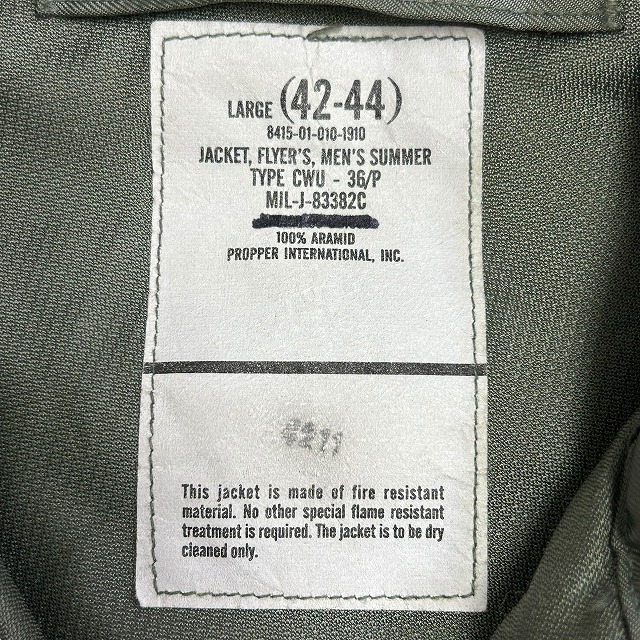 LARGE (42-44)
8415-01-010-1910
JACKET, FLYER'S, MEN'S SUMMER
TYPE CWU - 36/P
MIL-J-83382C
100% ARAMID
PROPPER INTERNATIONAL, INC.
4211
This jacket is made of fire resistant
material. No other special flame resistant
treatment is required. The jacket is to be dry
cleaned only.